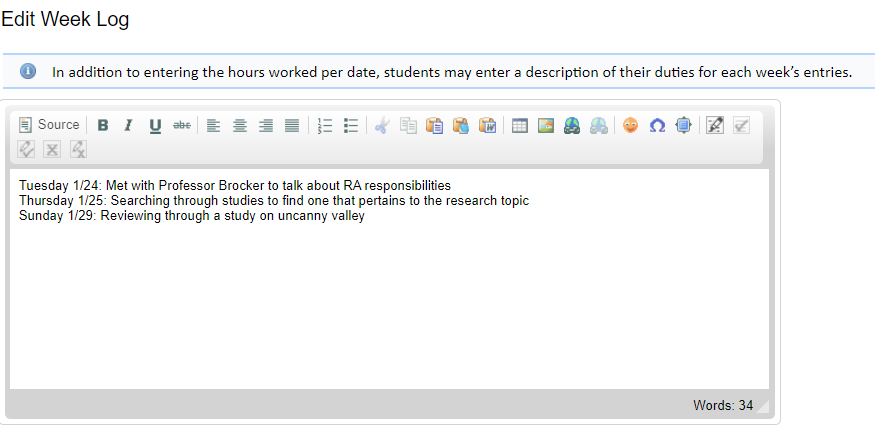 Edit Week Log
In addition to entering the hours worked per date, students may enter a description of their duties for each week's entries.
Source B I U abc
Tuesday 1/24: Met with Professor Brocker to talk about RA responsibilities
Thursday 1/25: Searching through studies to find one that pertains to the research topic
Sunday 1/29: Reviewing through a study on uncanny valley
Words: 34